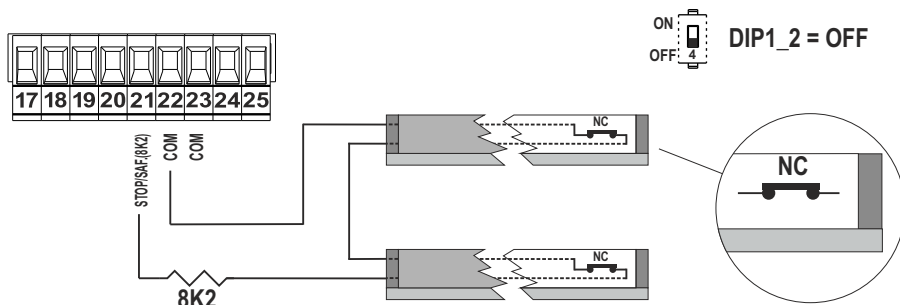 ON
OFF 4
DIP1_2 = OFF
17 18 19 20 21 22 23 24 25
STOP/SAF.(8K2)
COM
COM
NC
NC
NC
8K2